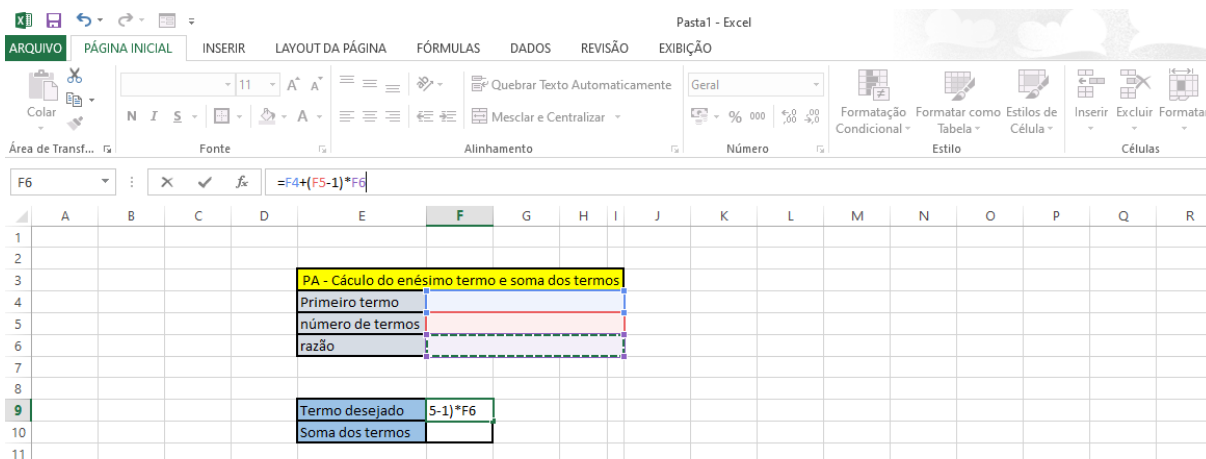 Pasta1 - Excel
ARQUIVO PÁGINA INICIAL INSERIR LAYOUT DA PÁGINA FÓRMULAS DADOS REVISÃO EXIBIÇÃO
11 A A Quebrar Texto Automaticamente Geral
Colar N I S A Mesclar e Centralizar % 000 Formatação Condicional Formatar como Tabela Estilos de Célula Inserir Excluir Formatar
Área de Transf... Fonte Alinhamento Número Estilo Células
F6 fx =F4+(F5-1)*F6
A B C D E F G H I J K L M N O P Q R
1
2
3 PA - Cáculo do enésimo termo e soma dos termos
4 Primeiro termo
5 número de termos
6 razão
7
8
9 Termo desejado 5-1)*F6
10 Soma dos termos
11